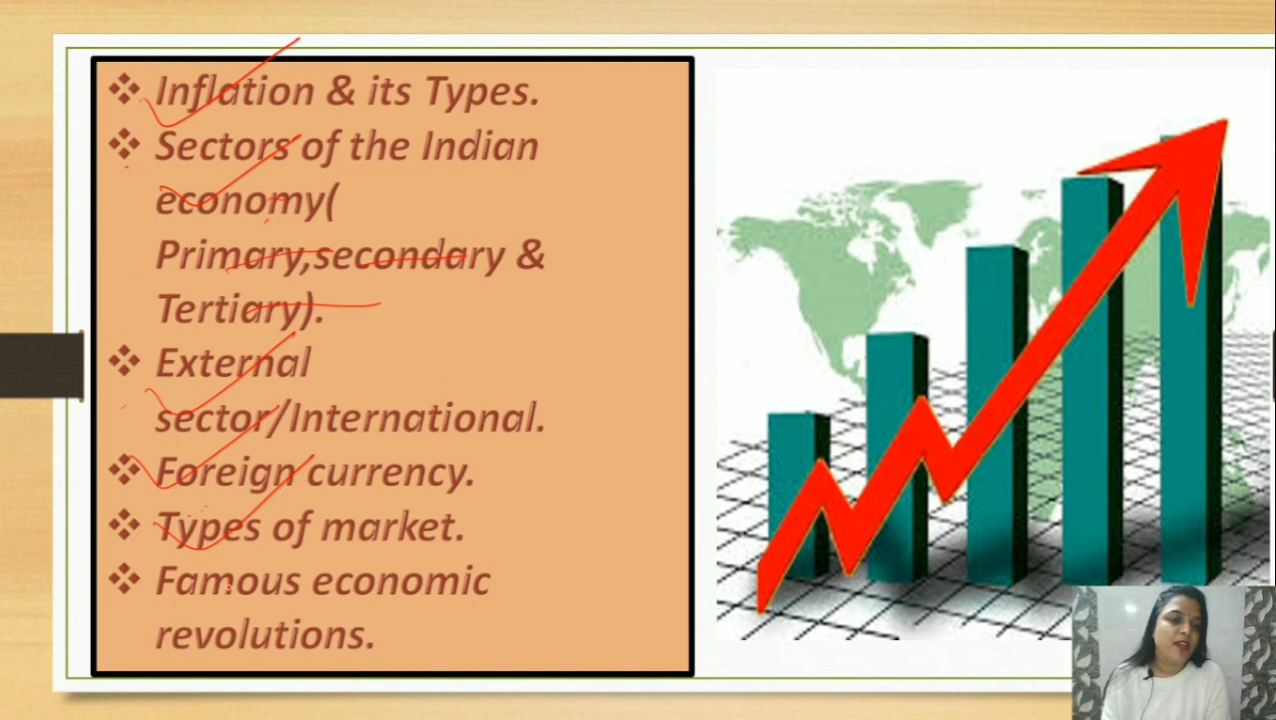 ❖ Inflation & its Types.
❖ Sectors of the Indian
economy(
Primary,secondary &
Tertiary).
❖ External
sector/International.
❖ Foreign currency.
❖ Types of market.
❖ Famous economic
revolutions.